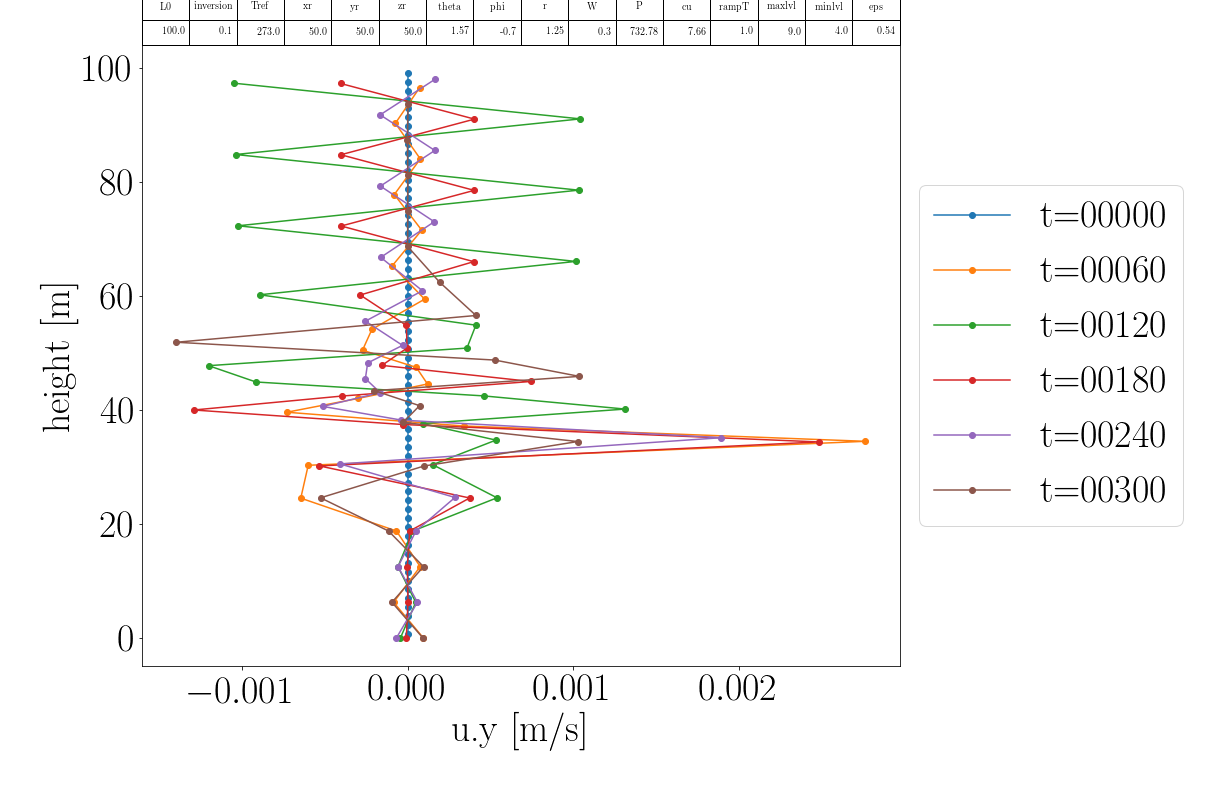 L0 inversion Tref xr yr zr theta phi r W P cu rampT maxlvl minlvl eps
100.0 0.1 273.0 50.0 50.0 50.0 1.57 -0.7 1.25 0.3 732.78 7.66 1.0 9.0 4.0 0.54
height [m]
100
80
60
40
20
0
−0.001 0.000 0.001 0.002
u.y [m/s]
t=00000
t=00060
t=00120
t=00180
t=00240
t=00300